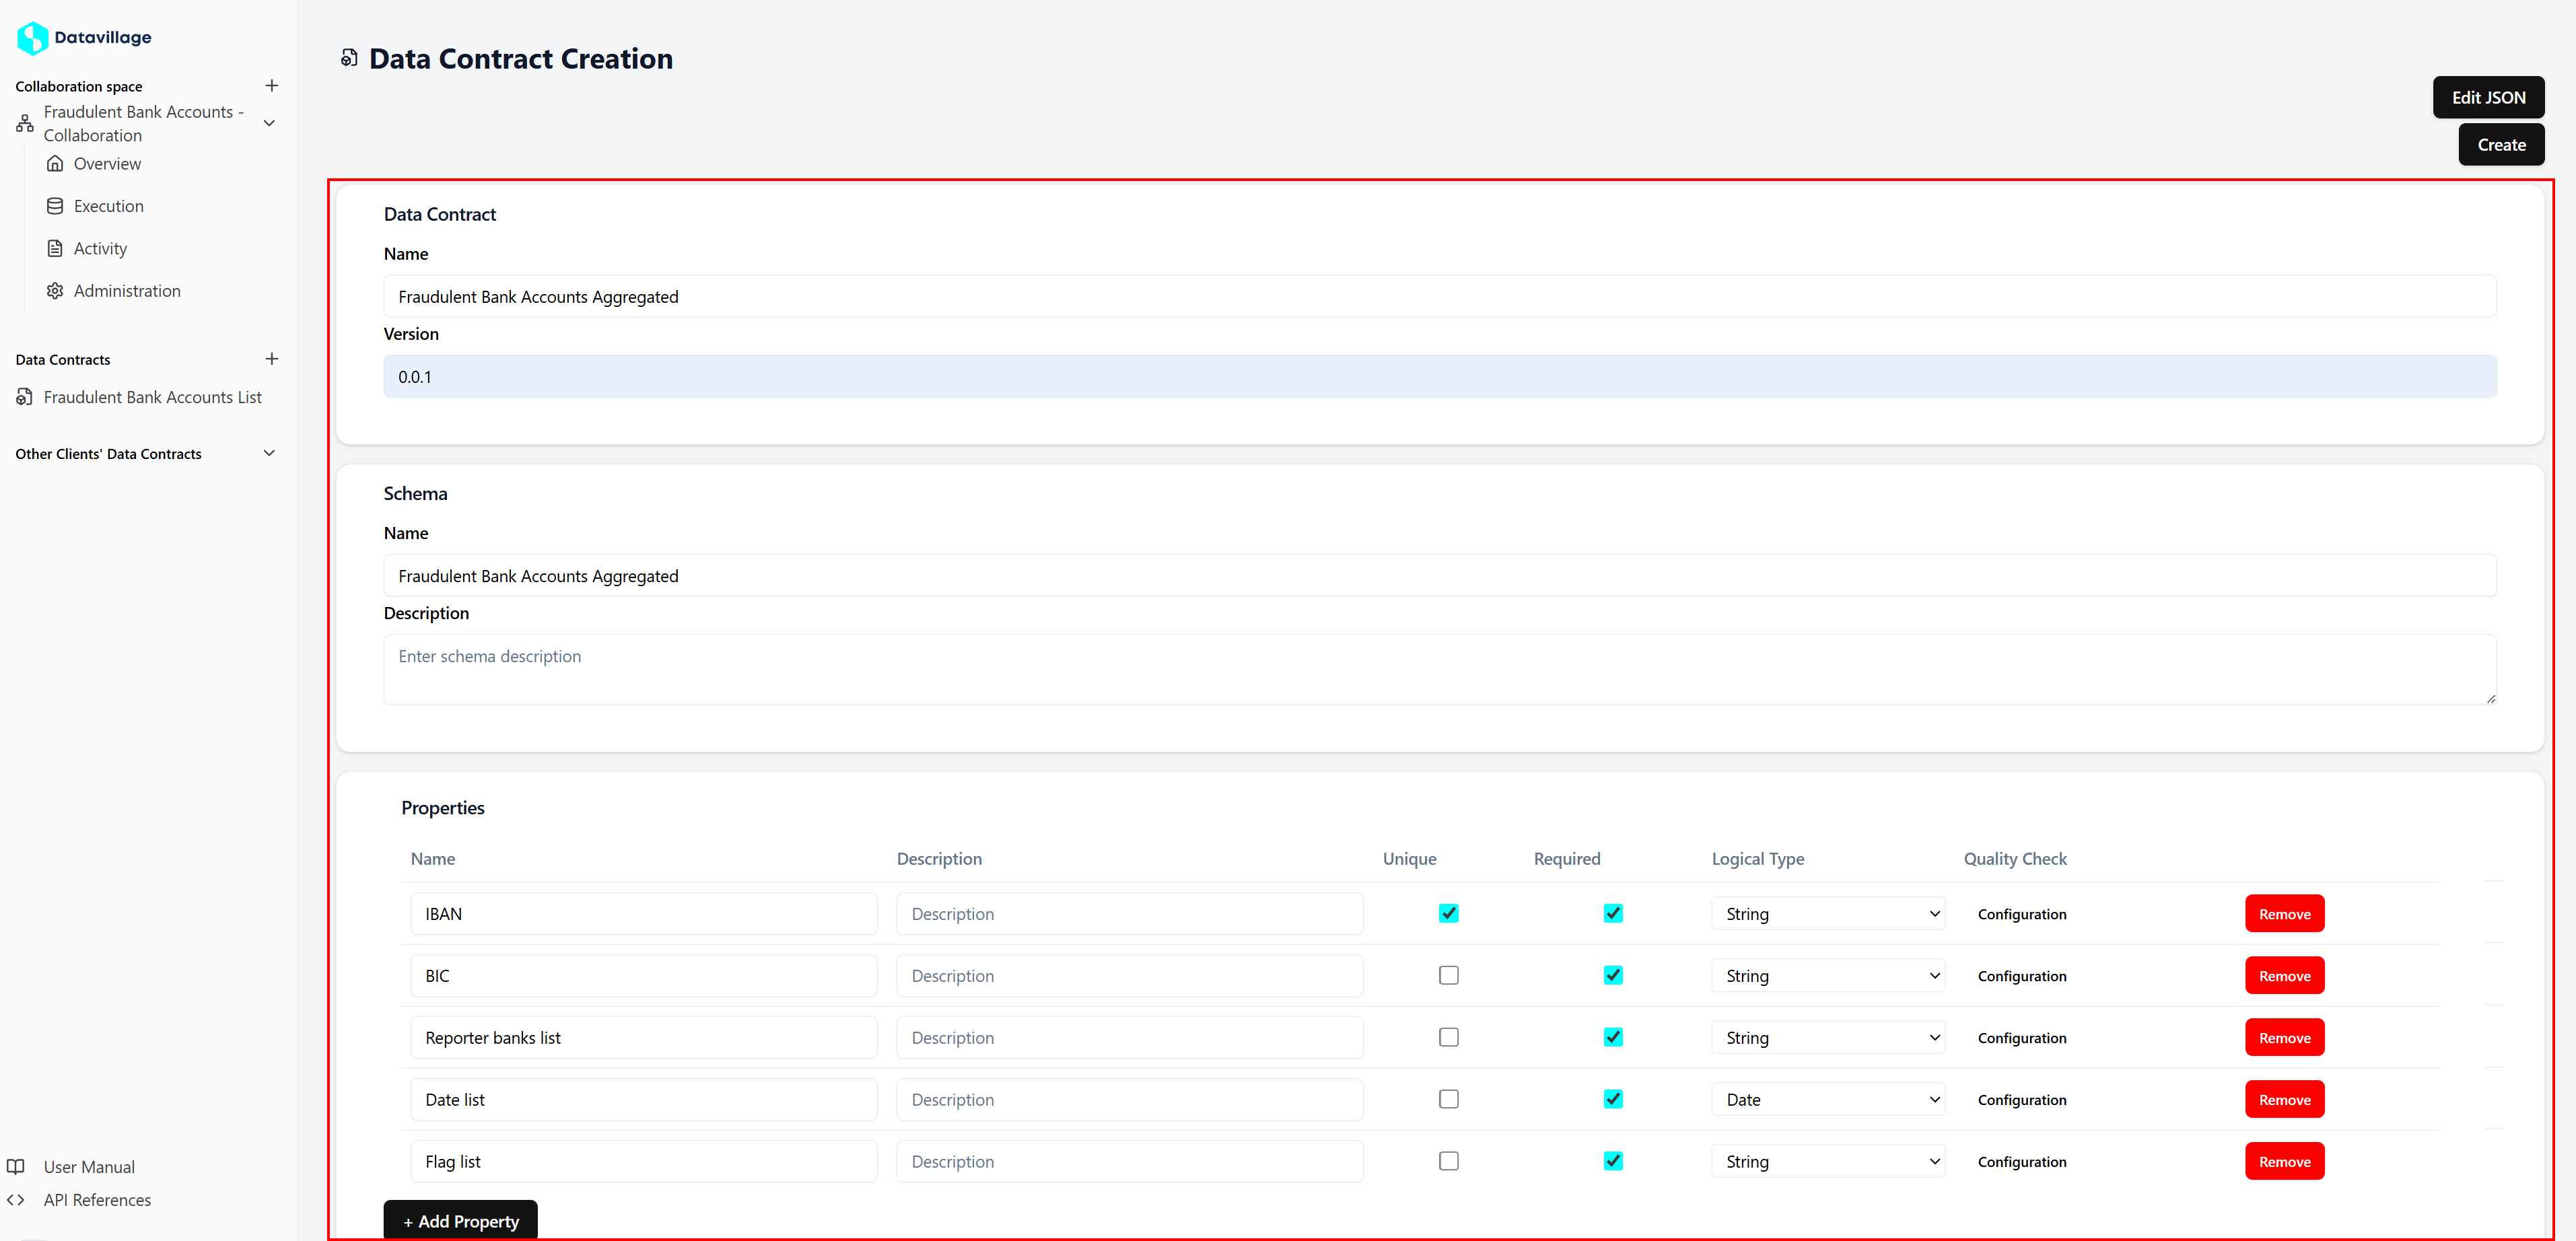 Datavillage
Collaboration space
Fraudulent Bank Accounts -
Collaboration
Overview
Execution
Activity
Administration
Data Contracts
Fraudulent Bank Accounts List
Other Clients' Data Contracts
User Manual
API References
Data Contract Creation
Edit JSON
Create
Data Contract
Name
Fraudulent Bank Accounts Aggregated
Version
0.0.1
Schema
Name
Fraudulent Bank Accounts Aggregated
Description
Enter schema description
Properties
Name Description Unique Required Logical Type Quality Check
IBAN Description String Configuration Remove
BIC Description String Configuration Remove
Reporter banks list Description String Configuration Remove
Date list Description Date Configuration Remove
Flag list Description String Configuration Remove
+ Add Property